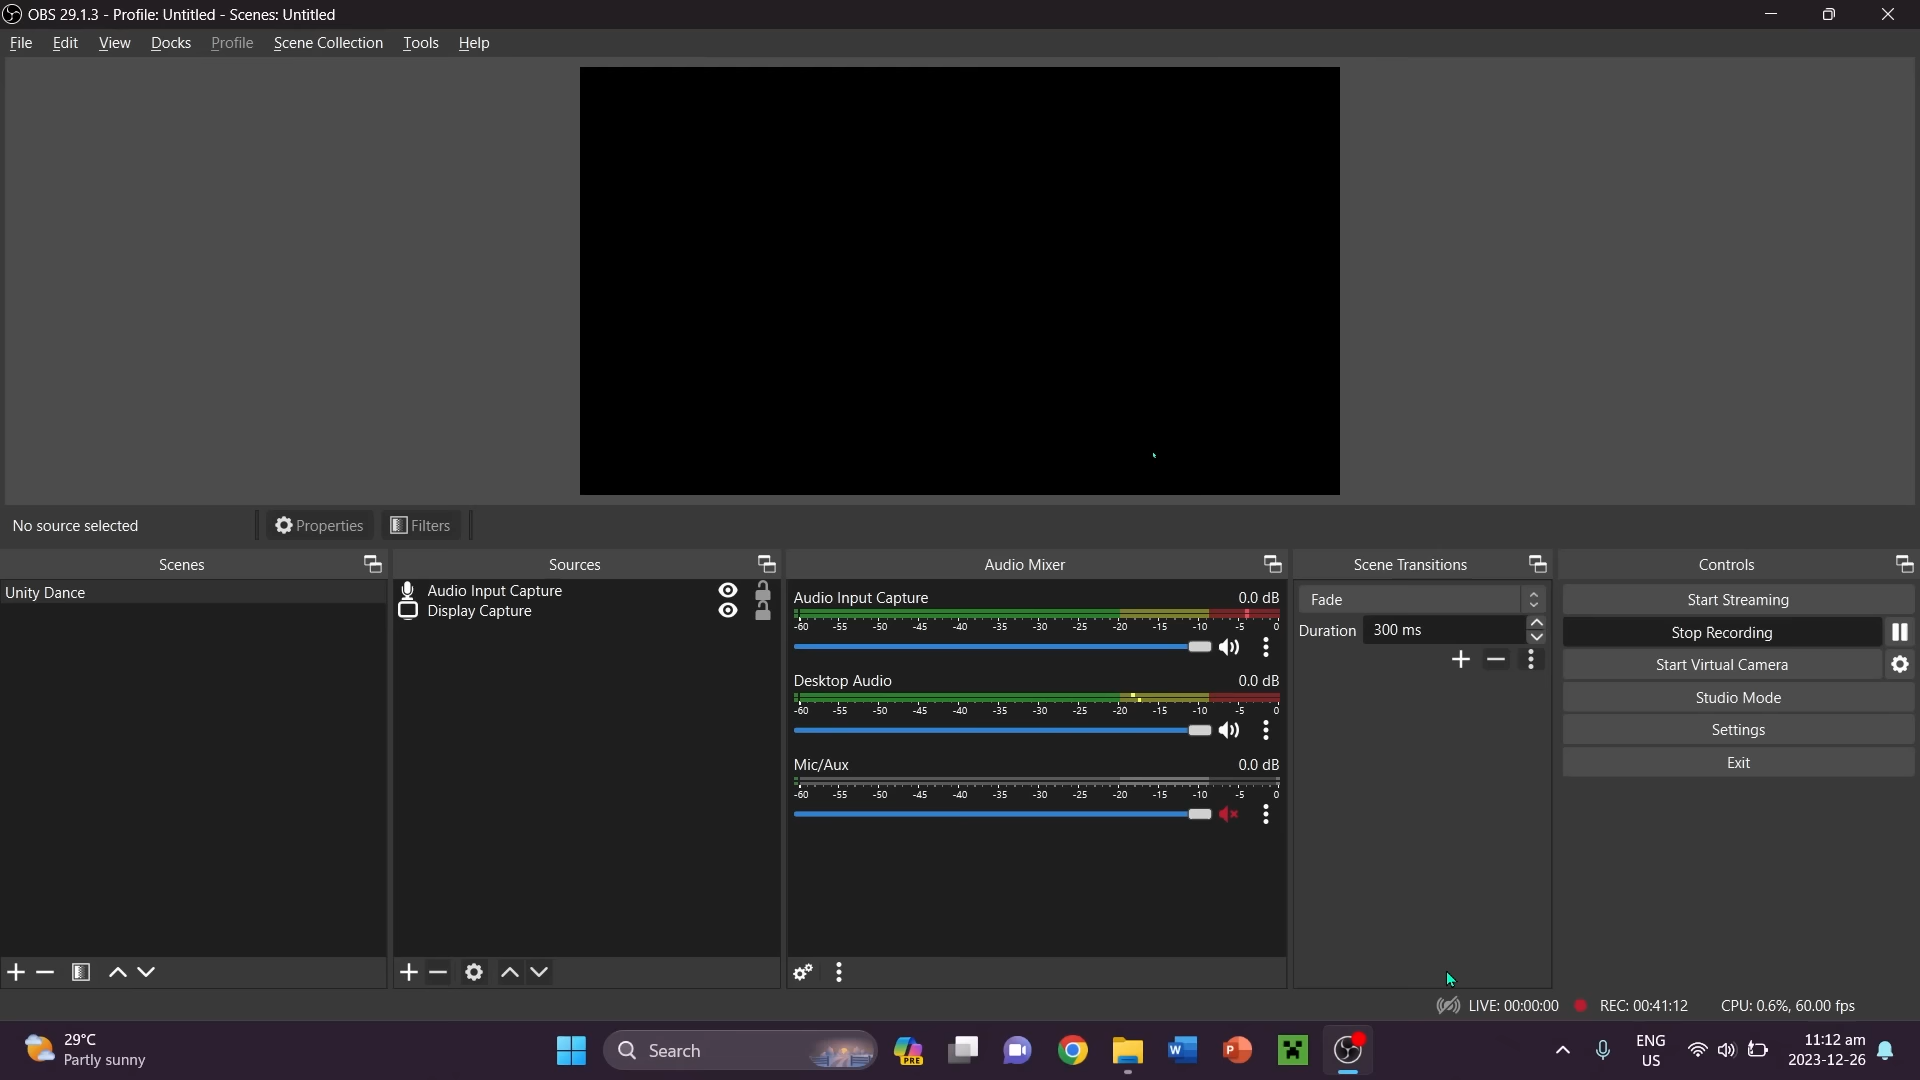 OBS 29.1.3 - Profile: Untitled - Scenes: Untitled
File Edit View Docks Profile Scene Collection Tools Help
No source selected Properties Filters
Scenes Sources Audio Mixer Scene Transitions Controls
Unity Dance
Audio Input Capture
Display Capture
Audio Input Capture 0.0 dB
-60 -55 -50 -45 -40 -35 -30 -25 -20 -15 -10 -5 0
Desktop Audio 0.0 dB
-60 -55 -50 -45 -40 -35 -30 -25 -20 -15 -10 -5 0
Mic/Aux 0.0 dB
-60 -55 -50 -45 -40 -35 -30 -25 -20 -15 -10 -5 0
Fade
Duration 300 ms
Start Streaming
Stop Recording
Start Virtual Camera
Studio Mode
Settings
Exit
LIVE: 00:00:00 REC: 00:41:12 CPU: 0.6%, 60.00 fps
29°C
Partly sunny
Search
PRE
W
P
ENG
US
11:12 am
2023-12-26